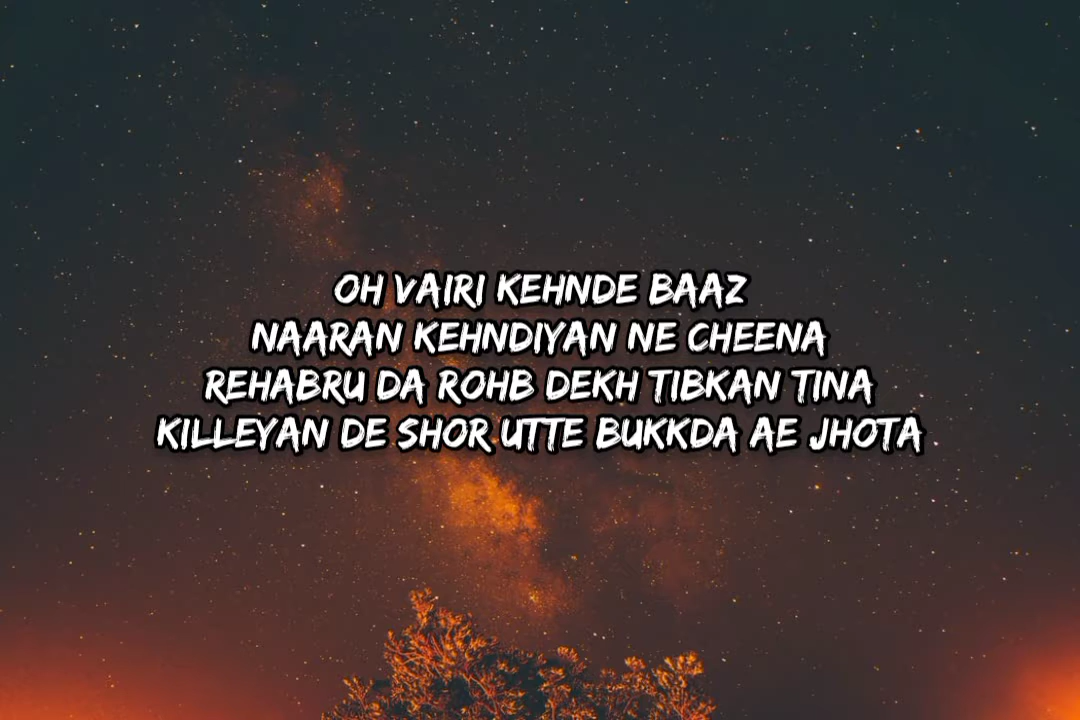 OH VAIRI KEHNDE BAAZ
NAARAN KEHNDIYAN NE CHEENA
REHABRU DA ROHB DEKH TIBKAN TINA
KILLEYAN DE SHOR UTTE BUKKDA AE JHOTA